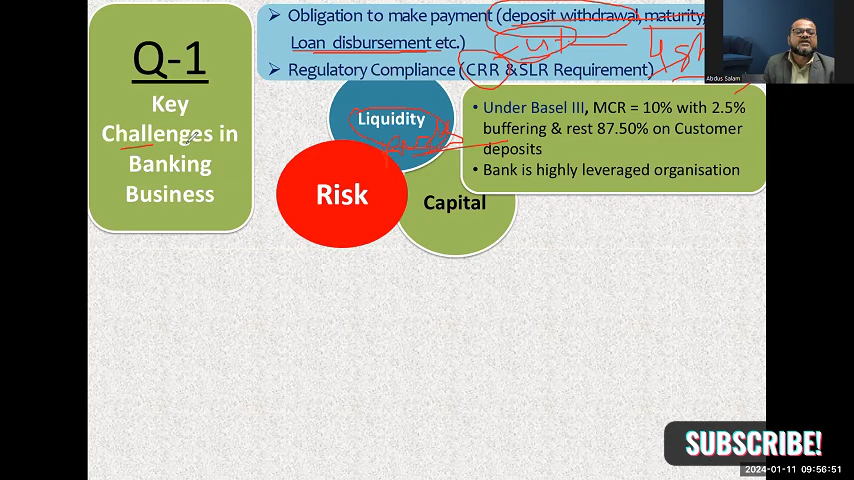 Q-1
Key
Challenges in
Banking
Business
➢ Obligation to make payment (deposit withdrawal, maturity,
Loan disbursement etc.)
➢ Regulatory Compliance (CRR & SLR Requirement)
Liquidity
• Under Basel III, MCR = 10% with 2.5%
buffering & rest 87.50% on Customer
deposits
• Bank is highly leveraged organisation
Risk
Capital
Abdus Salam
SUBSCRIBE!
2024-01-11 09:56:51